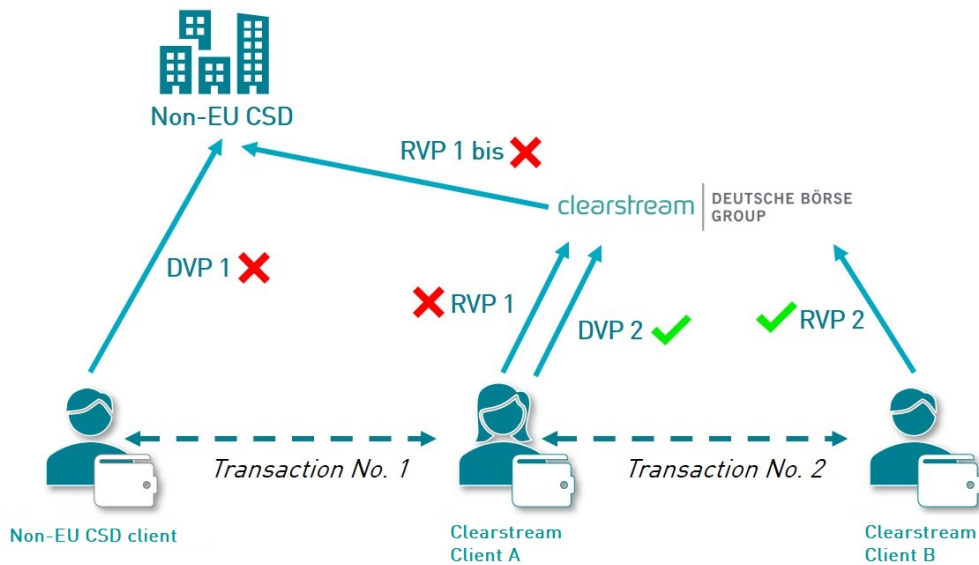 Non-EU CSD
RVP 1 bis
clearstream
DEUTSCHE BÖRSE
GROUP
DVP 1
RVP 1
DVP 2
RVP 2
Transaction No. 1
Transaction No. 2
Non-EU CSD client
Clearstream
Client A
Clearstream
Client B